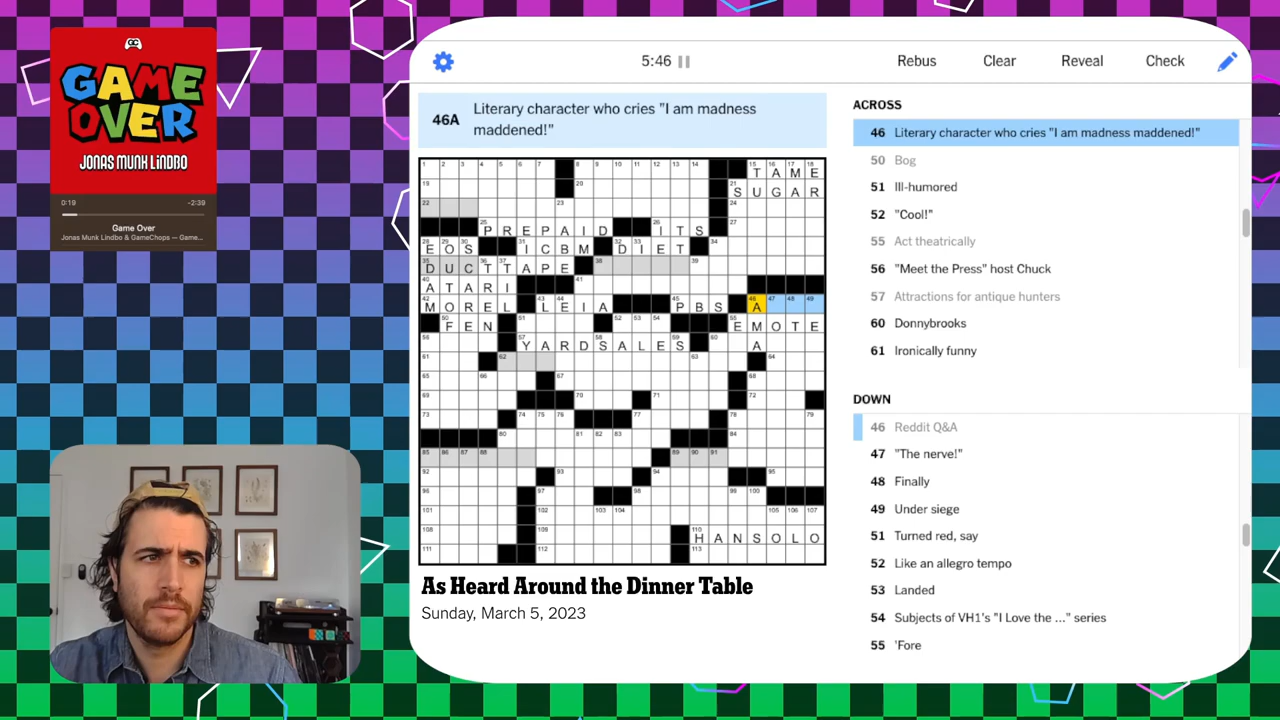 GAME
OVER
JONAS MUNK LINDBO
0:19
-2:39
Game Over
Jonas Munk Lindbo & GameChops — Game...
5:46
Rebus
Clear
Reveal
Check
46A
Literary character who cries "I am madness
maddened!"
TAME
SUGAR
PREPAID
ITS
EOS
ICBM
DIET
DUCTTAPE
ATARI
MOREL
LEIA
PBS
A
FEN
EMOTE
YARDSALES
A
HANSOLO
As Heard Around the Dinner Table
Sunday, March 5, 2023
ACROSS
46 Literary character who cries "I am madness maddened!"
50 Bog
51 Ill-humored
52 "Cool!"
55 Act theatrically
56 "Meet the Press" host Chuck
57 Attractions for antique hunters
60 Donnybrooks
61 Ironically funny
DOWN
46 Reddit Q&A
47 "The nerve!"
48 Finally
49 Under siege
51 Turned red, say
52 Like an allegro tempo
53 Landed
54 Subjects of VH1's "I Love the ..." series
55 'Fore